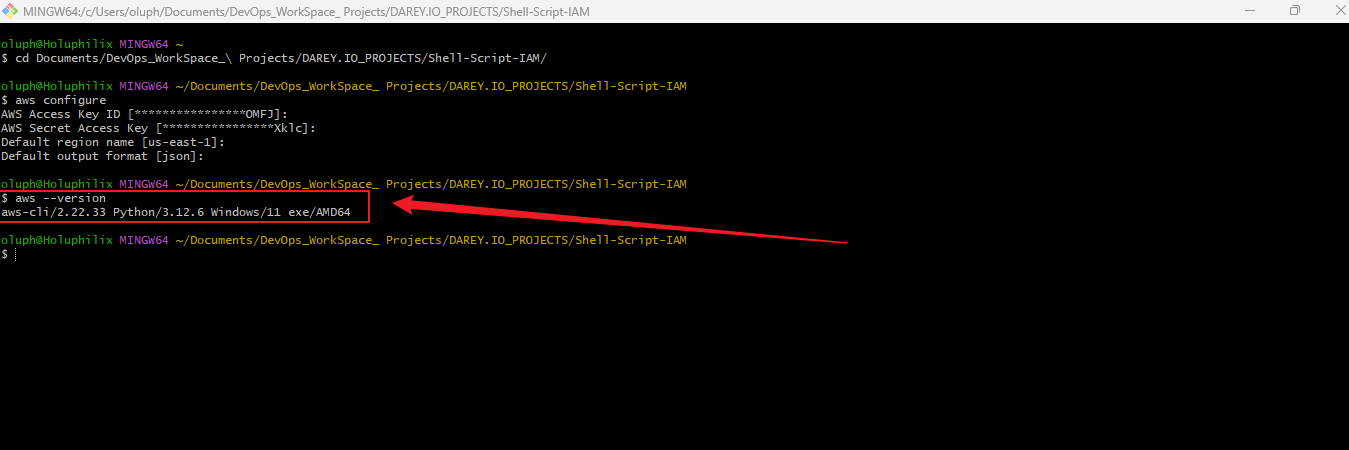 MINGW64:/c/Users/oluph/Documents/DevOps_WorkSpace_ Projects/DAREY.IO_PROJECTS/Shell-Script-IAM
oluph@Holuphilix MINGW64 ~
$ cd Documents/DevOps_WorkSpace_\ Projects/DAREY.IO_PROJECTS/Shell-Script-IAM/
oluph@Holuphilix MINGW64 ~/Documents/DevOps_WorkSpace_ Projects/DAREY.IO_PROJECTS/Shell-Script-IAM
$ aws configure
AWS Access Key ID [****************OMFJ]:
AWS Secret Access Key [****************Xklc]:
Default region name [us-east-1]:
Default output format [json]:
oluph@Holuphilix MINGW64 ~/Documents/DevOps_WorkSpace_ Projects/DAREY.IO_PROJECTS/Shell-Script-IAM
$ aws --version
aws-cli/2.22.33 Python/3.12.6 Windows/11 exe/AMD64
oluph@Holuphilix MINGW64 ~/Documents/DevOps_WorkSpace_ Projects/DAREY.IO_PROJECTS/Shell-Script-IAM
$